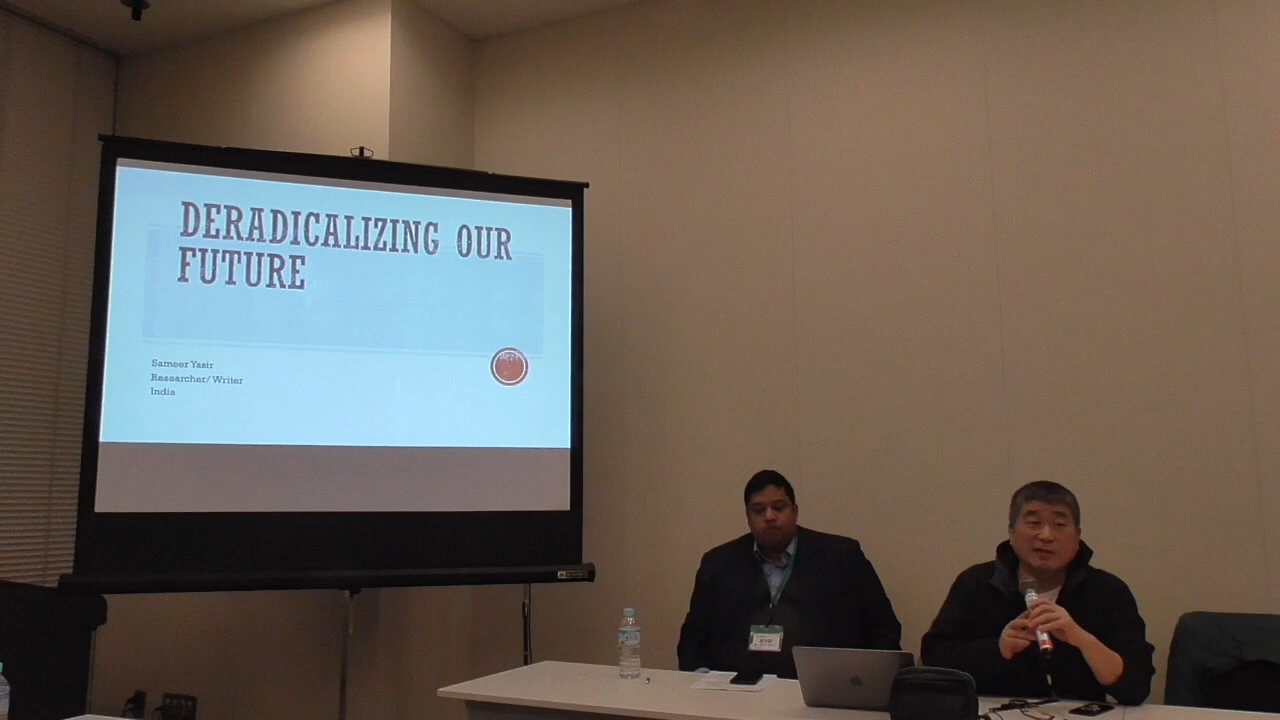 DERADICALIZING OUR
FUTURE
Sameer Yasir
Researcher/ Writer
India